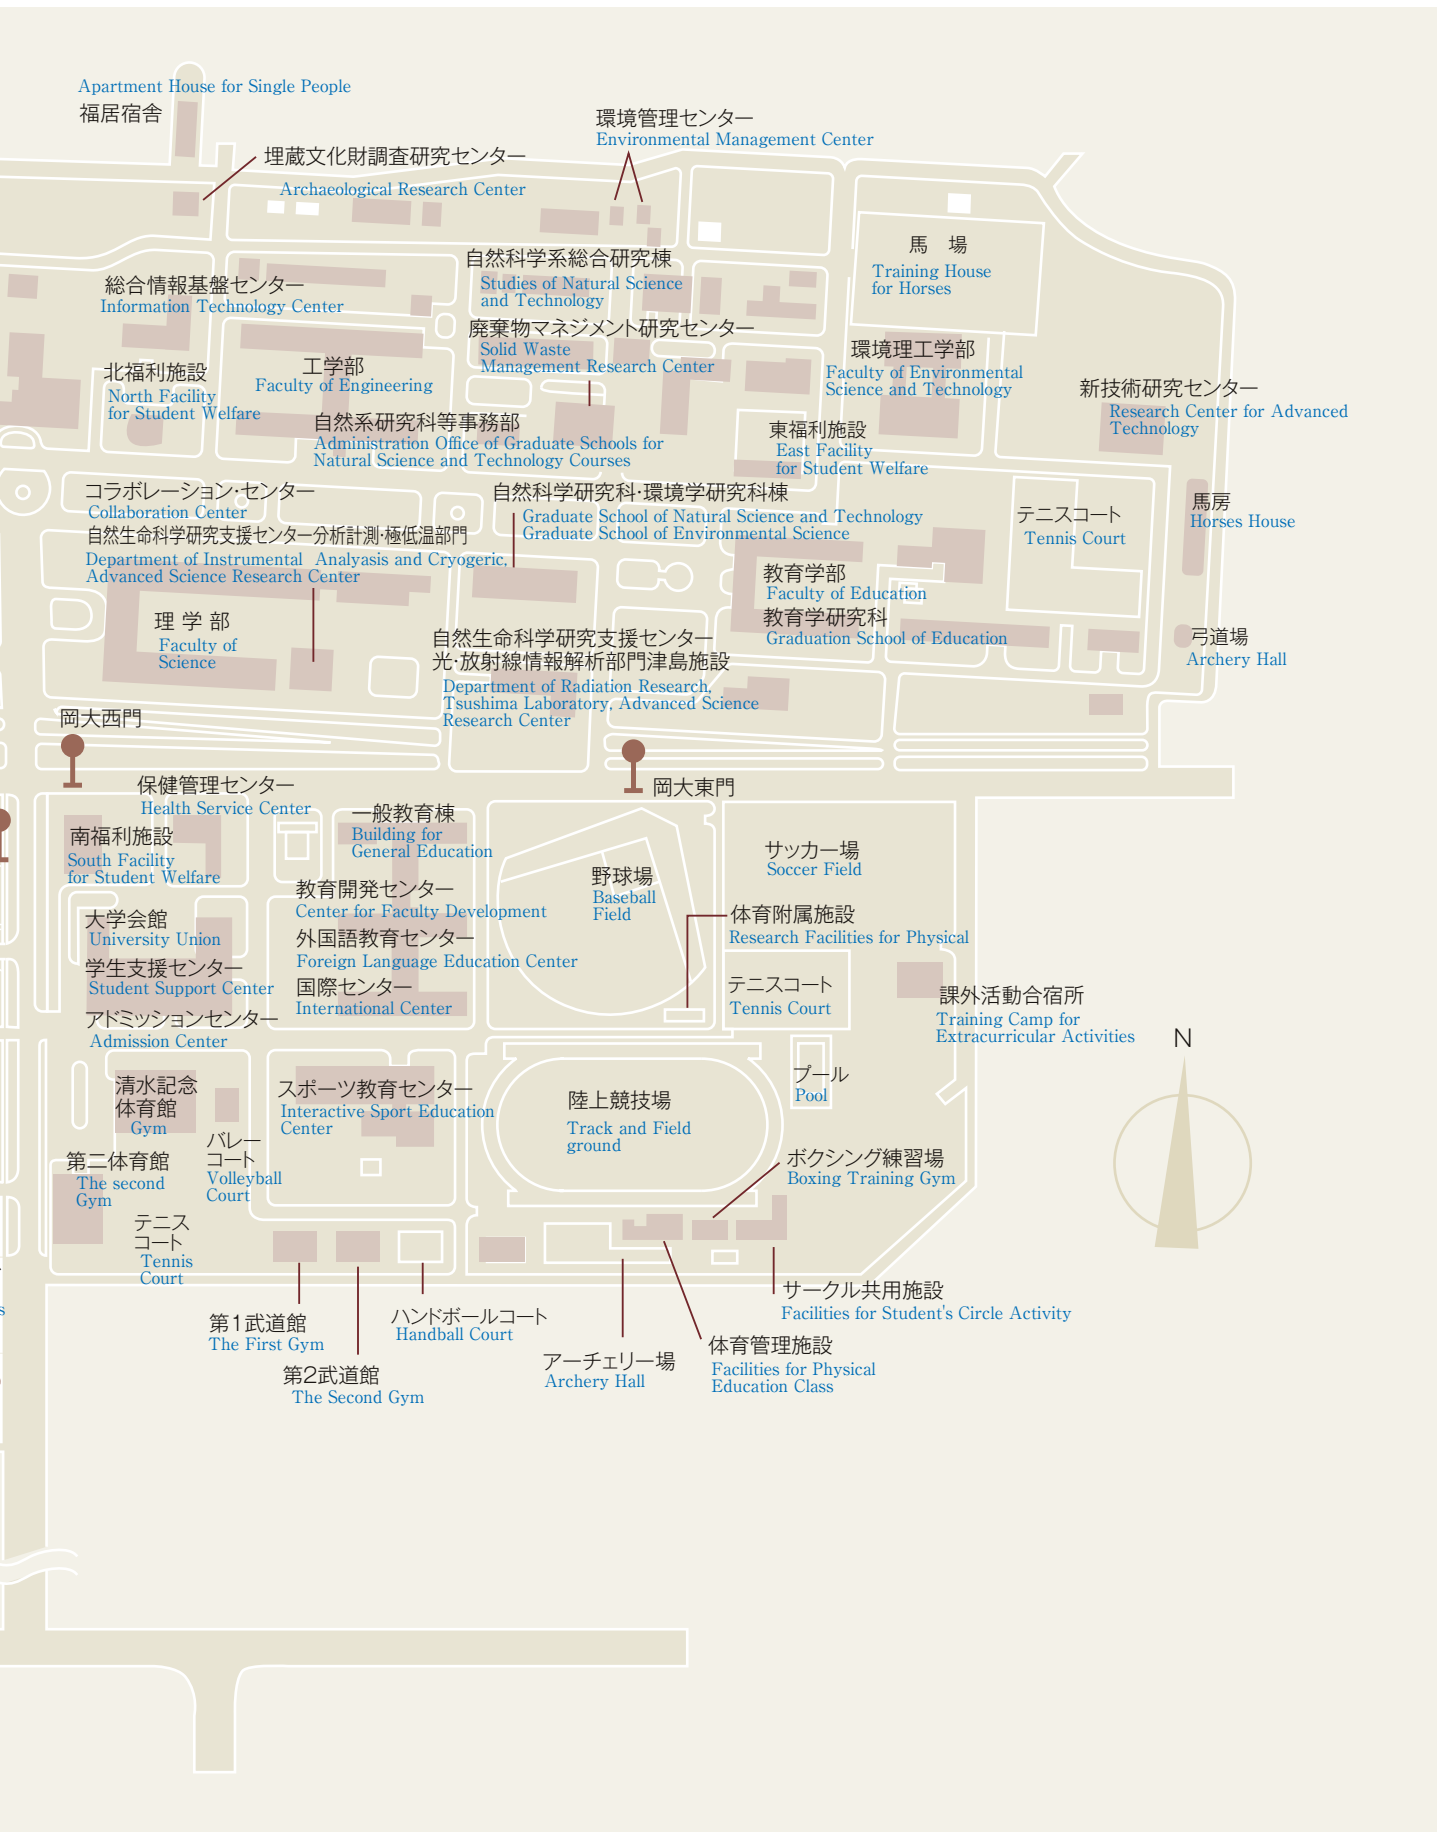 Apartment House for Single People
福居宿舎
環境管理センター
Environmental Management Center
埋蔵文化財調査研究センター
Archaeological Research Center
馬 場
Training House
for Horses
自然科学系総合研究棟
Studies of Natural Science
and Technology
総合情報基盤センター
Information Technology Center
廃棄物マネジメント研究センター
Solid Waste
Management Research Center
環境理工学部
Faculty of Environmental
Science and Technology
北福利施設
North Facility
for Student Welfare
工学部
Faculty of Engineering
新技術研究センター
Research Center for Advanced
Technology
自然系研究科等事務部
Administration Office of Graduate Schools for
Natural Science and Technology Courses
東福利施設
East Facility
for Student Welfare
コラボレーション・センター
Collaboration Center
自然科学研究科・環境学研究科棟
Graduate School of Natural Science and Technology
Graduate School of Environmental Science
テニスコート
Tennis Court
馬房
Horses House
自然生命科学研究支援センター分析計測・極低温部門
Department of Instrumental Analyasis and Cryogeric,
Advanced Science Research Center
教育学部
Faculty of Education
教育学研究科
Graduation School of Education
理 学 部
Faculty of
Science
自然生命科学研究支援センター
光・放射線情報解析部門津島施設
Department of Radiation Research,
Tsushima Laboratory, Advanced Science
Research Center
弓道場
Archery Hall
岡大西門
岡大東門
保健管理センター
Health Service Center
南福利施設
South Facility
for Student Welfare
一般教育棟
Building for
General Education
サッカー場
Soccer Field
野球場
Baseball
Field
教育開発センター
Center for Faculty Development
体育附属施設
Research Facilities for Physical
大学会館
University Union
外国語教育センター
Foreign Language Education Center
学生支援センター
Student Support Center
国際センター
International Center
テニスコート
Tennis Court
課外活動合宿所
Training Camp for
Extracurricular Activities
アドミッションセンター
Admission Center
N
清水記念
体育館
Gym
スポーツ教育センター
Interactive Sport Education
Center
陸上競技場
Track and Field
ground
プール
Pool
バレー
コート
Volleyball
Court
第二体育館
The second
Gym
ボクシング練習場
Boxing Training Gym
テニス
コート
Tennis
Court
サークル共用施設
Facilities for Student's Circle Activity
第1武道館
The First Gym
ハンドボールコート
Handball Court
体育管理施設
Facilities for Physical
Education Class
アーチェリー場
Archery Hall
第2武道館
The Second Gym